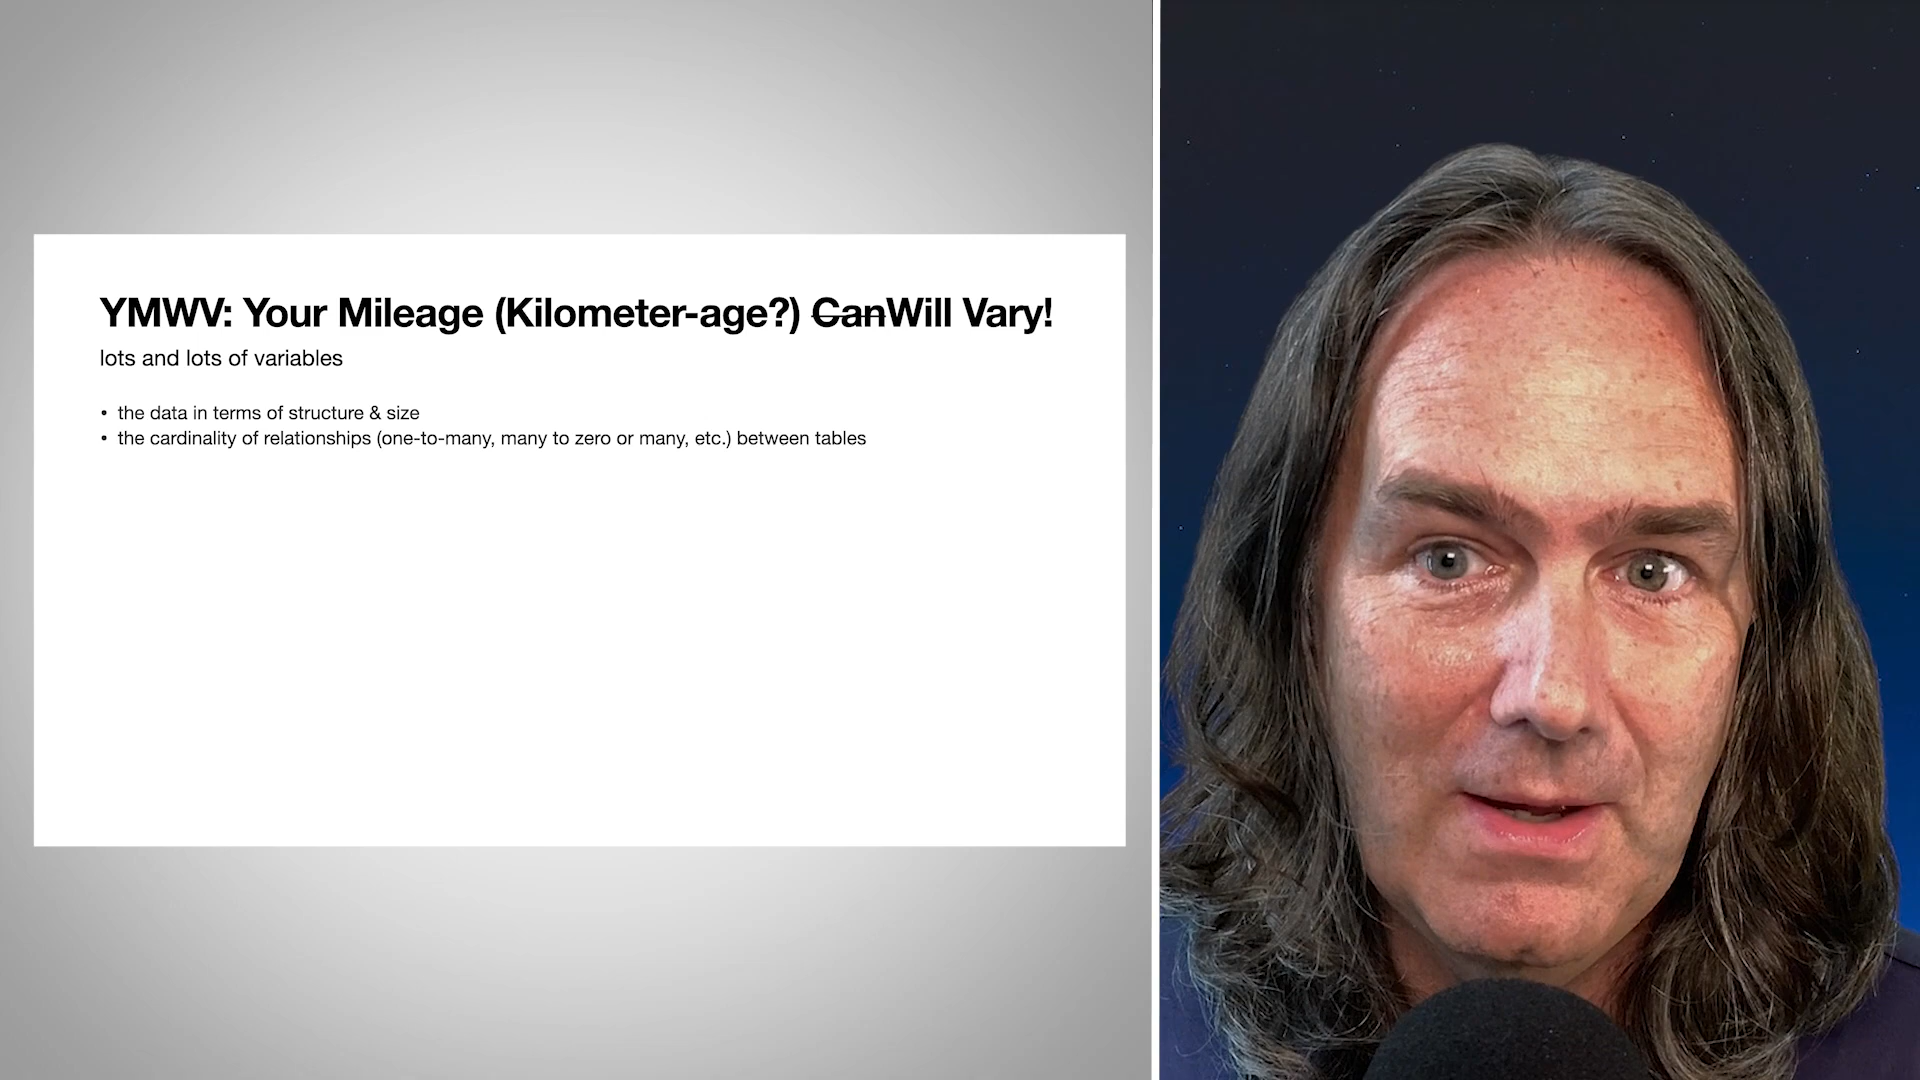 YMWV: Your Mileage (Kilometer-age?) CanWill Vary!
lots and lots of variables
• the data in terms of structure & size
• the cardinality of relationships (one-to-many, many to zero or many, etc.) between tables